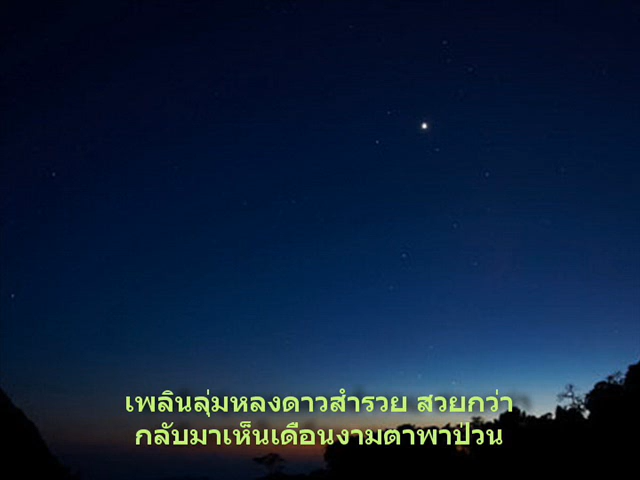 เพลินลุ่มหลงดาวสำรวย สวยกว่า
กลับมาเห็นเดือนงามตาพาป่วน